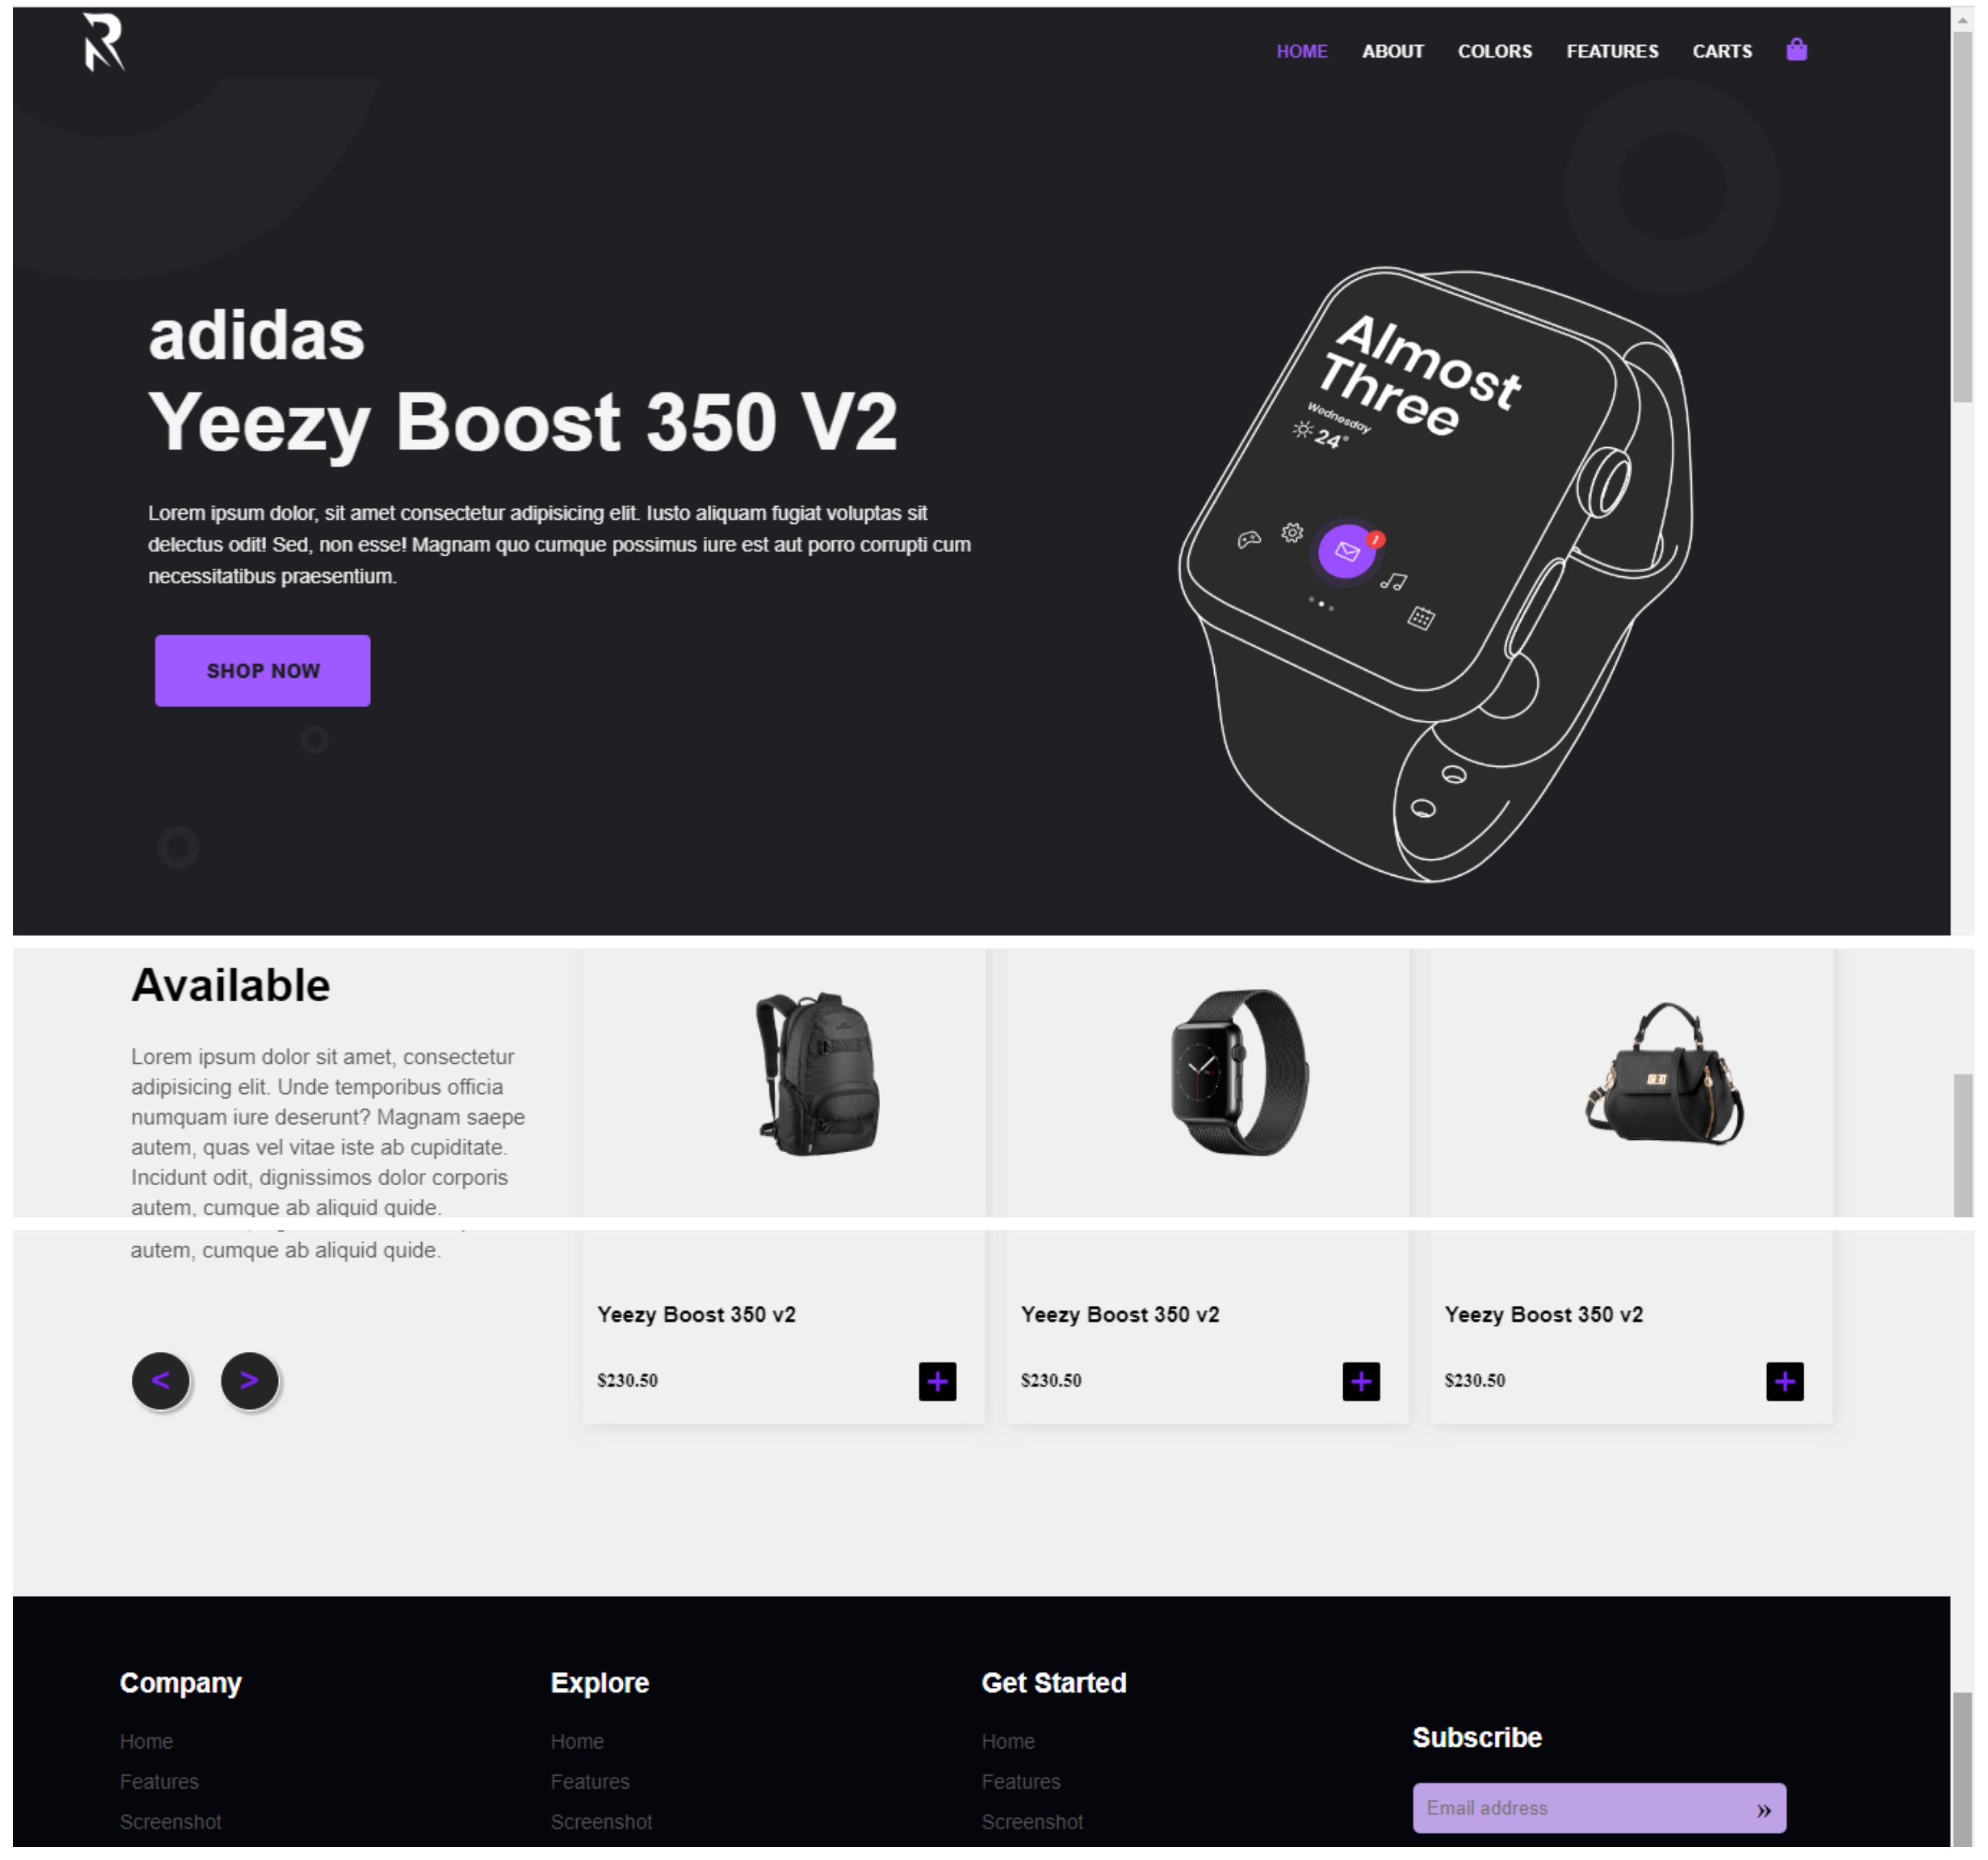 HOME ABOUT COLORS FEATURES CARTS
adidas
Yeezy Boost 350 V2
Lorem ipsum dolor, sit amet consectetur adipisicing elit. Iusto aliquam fugiat voluptas sit
delectus odit! Sed, non esse! Magnam quo cumque possimus iure est aut porro corrupti cum
necessitatibus praesentium.
SHOP NOW
Almost
Three
Wednesday
24°
1
Available
Lorem ipsum dolor sit amet, consectetur
adipisicing elit. Unde temporibus officia
numquam iure deserunt? Magnam saepe
autem, quas vel vitae iste ab cupiditate.
Incidunt odit, dignissimos dolor corporis
autem, cumque ab aliquid quide.
autem, cumque ab aliquid quide.
< >
Yeezy Boost 350 v2
$230.50 +
Yeezy Boost 350 v2
$230.50 +
Yeezy Boost 350 v2
$230.50 +
Company
Home
Features
Screenshot
Explore
Home
Features
Screenshot
Get Started
Home
Features
Screenshot
Subscribe
Email address »